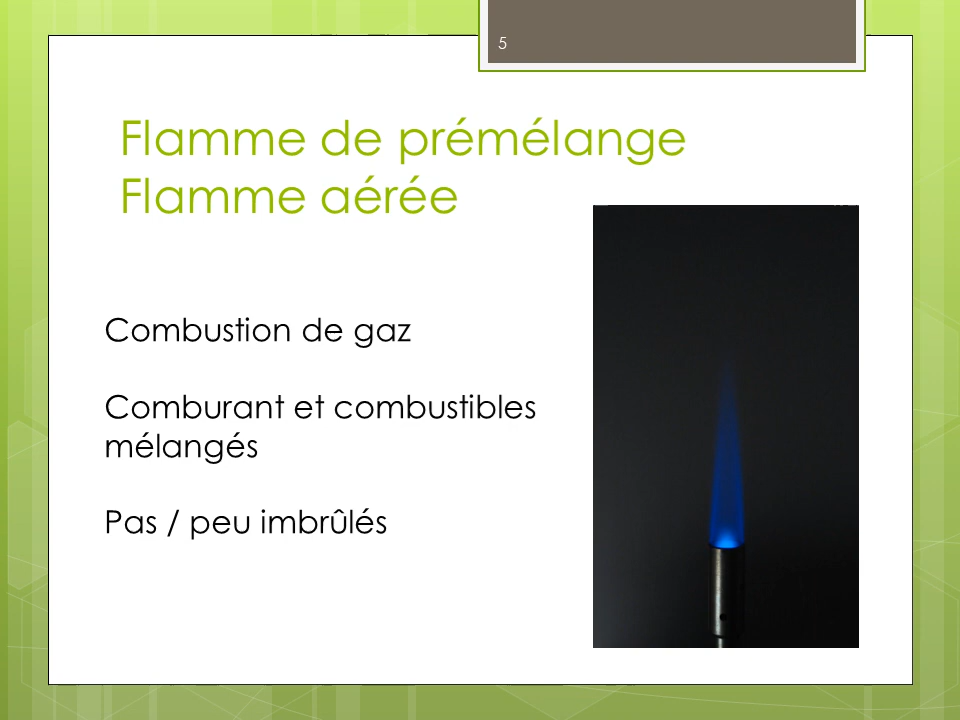 5
Flamme de prémélange
Flamme aérée
Combustion de gaz
Comburant et combustibles
mélangés
Pas / peu imbrûlés